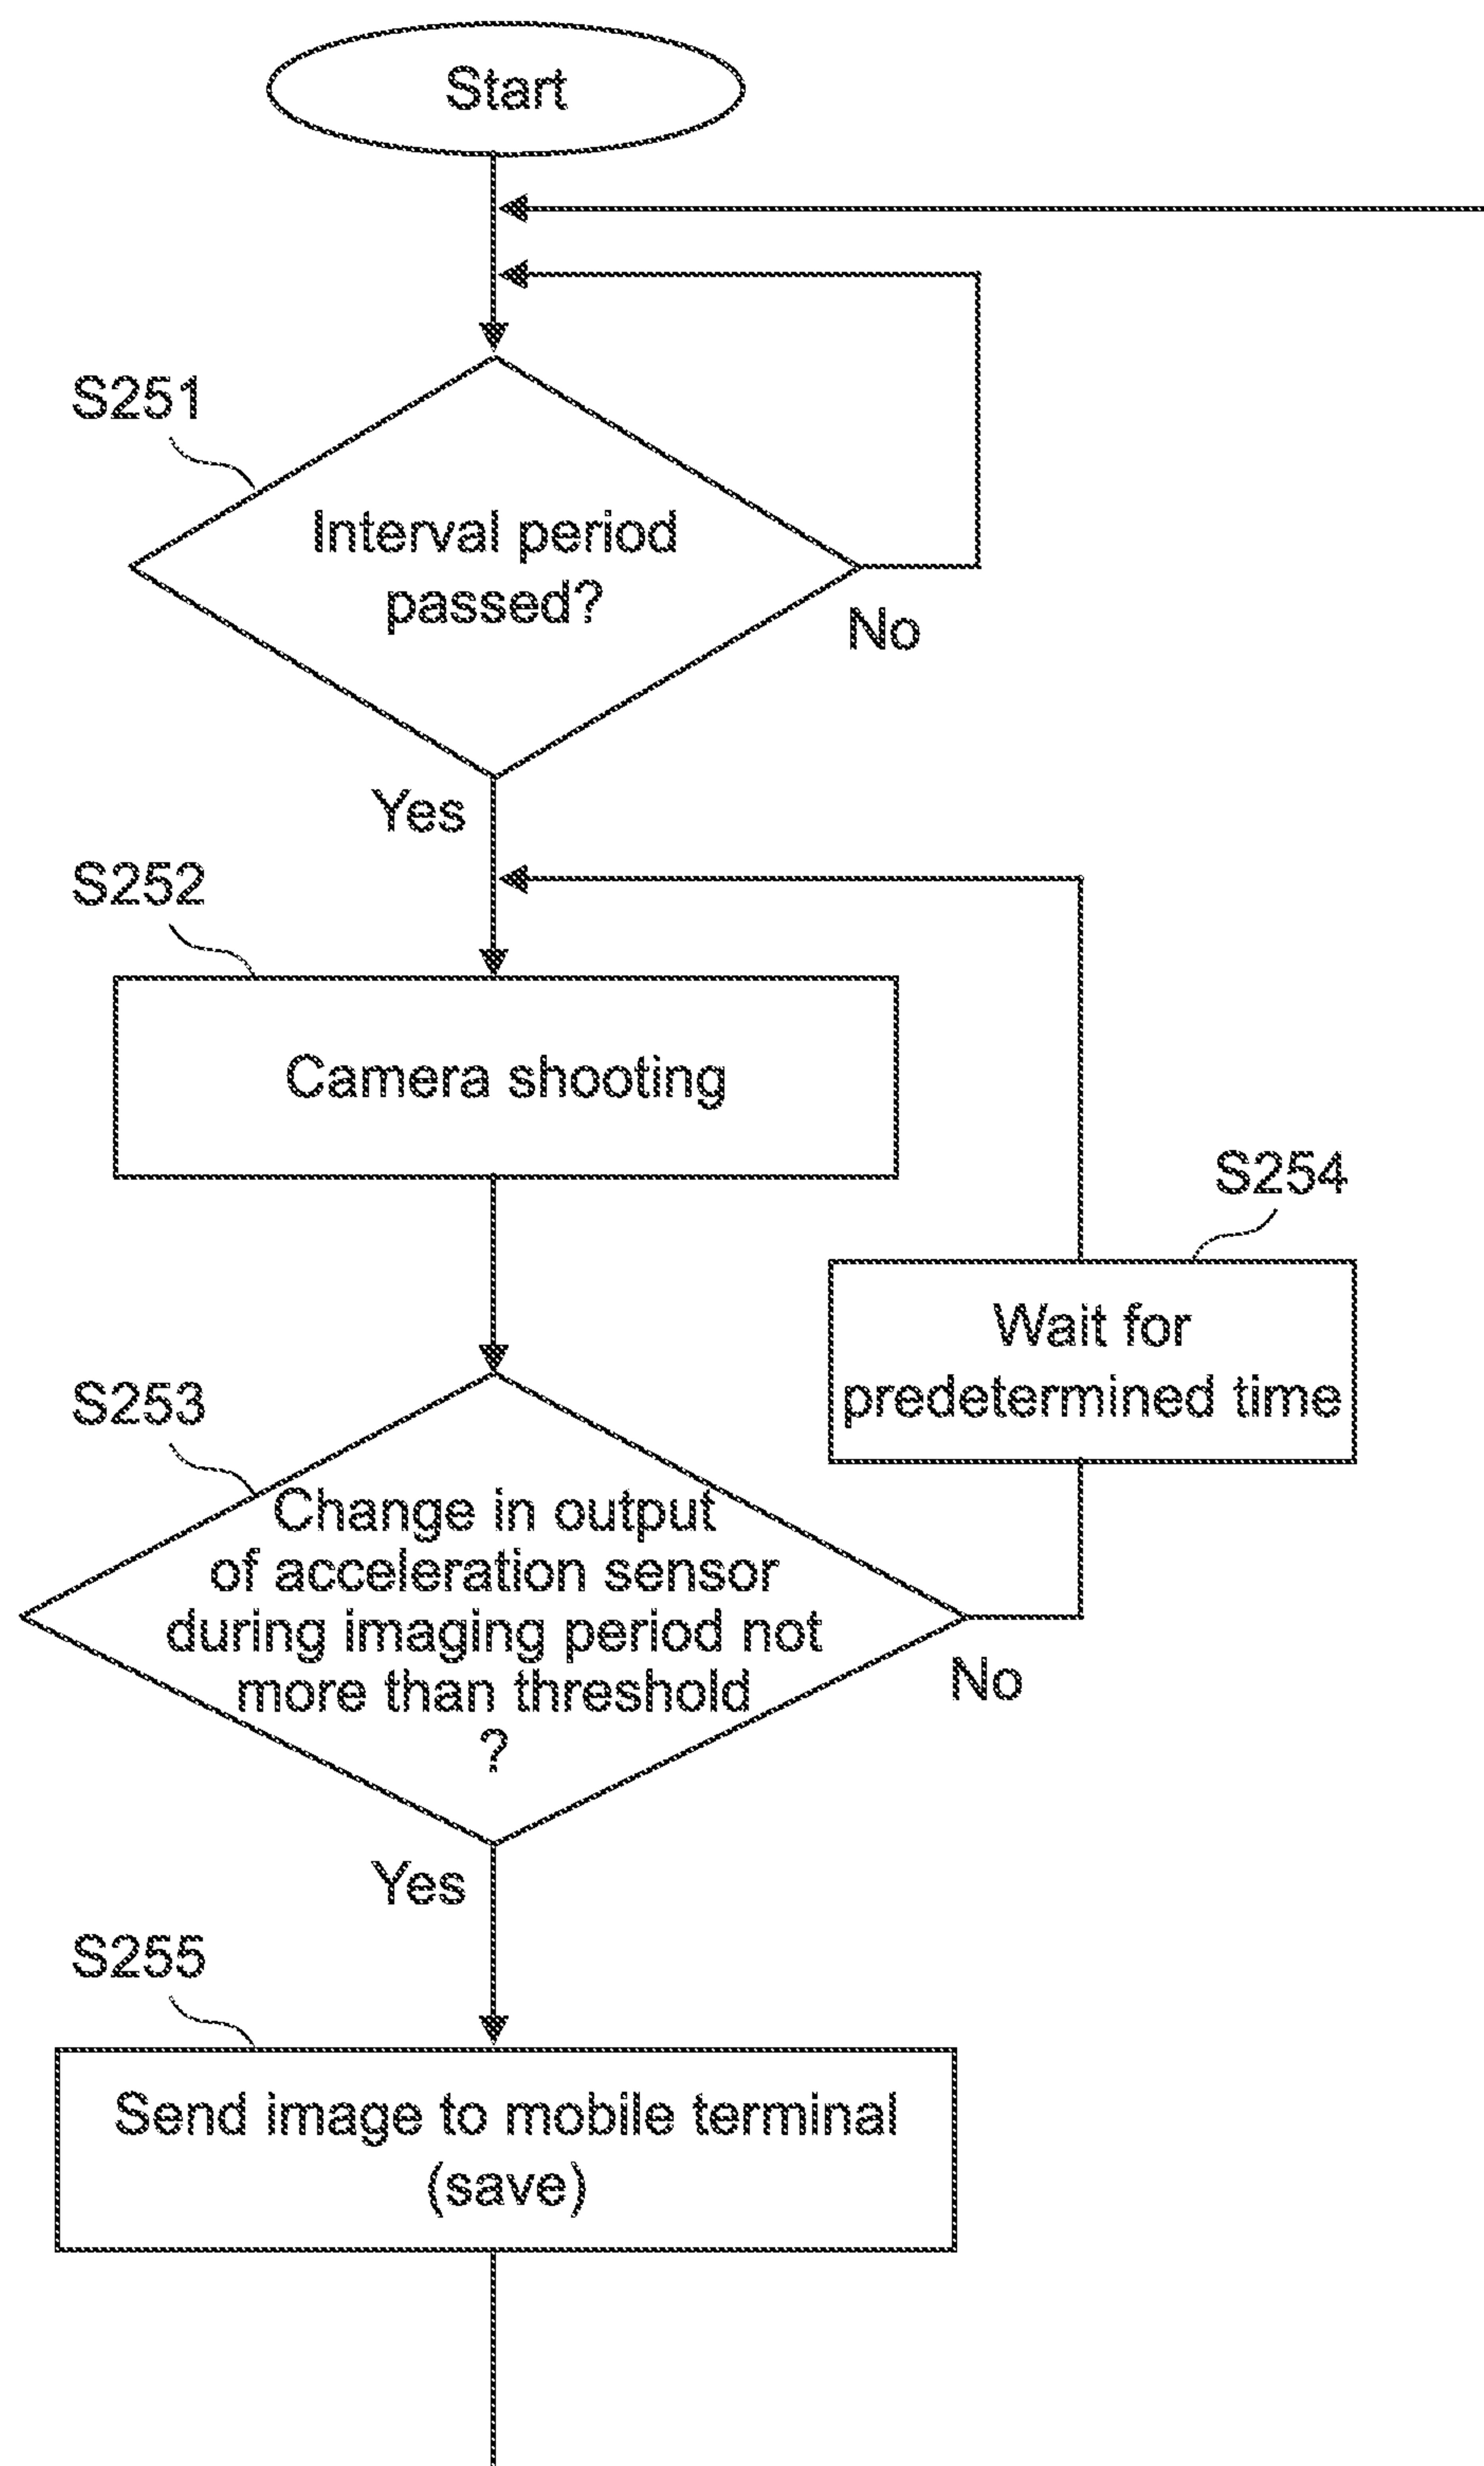 Start
S251
Interval period
passed?
No
Yes
S252
Camera shooting
S254
Wait for
predetermined time
S253
Change in output
of acceleration sensor
during imaging period not
more than threshold
?
No
Yes
S255
Send image to mobile terminal
(save)